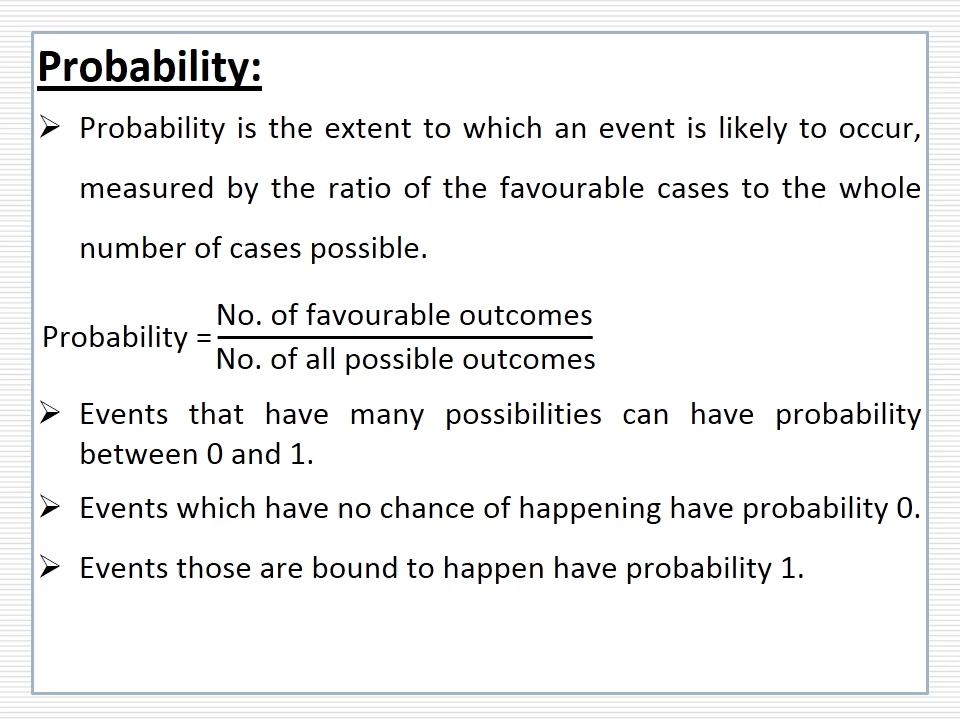 Probability:
➢ Probability is the extent to which an event is likely to occur,
measured by the ratio of the favourable cases to the whole
number of cases possible.
No. of favourable outcomes
Probability =
No. of all possible outcomes
➢ Events that have many possibilities can have probability
between 0 and 1.
➢ Events which have no chance of happening have probability 0.
➢ Events those are bound to happen have probability 1.